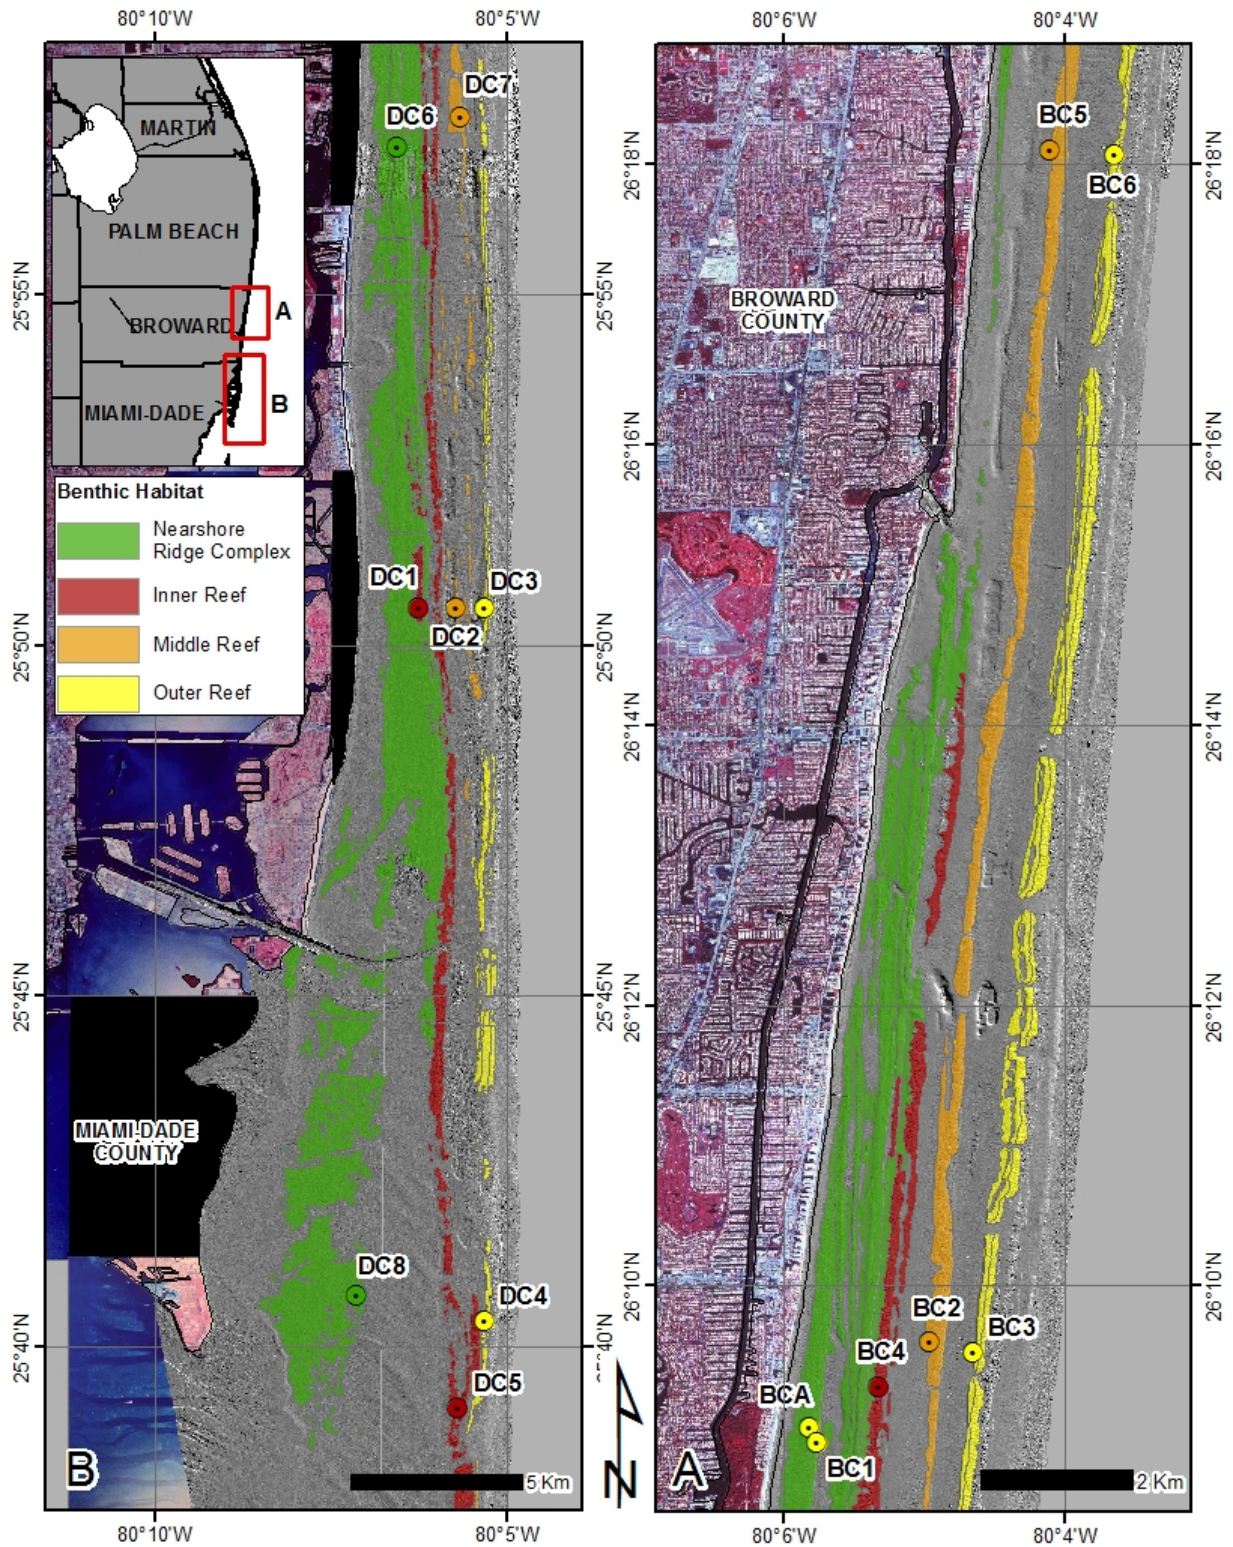 80°10'W
80°5'W
80°6'W
80°4'W
MARTIN
PALM BEACH
BROWARD
MIAMI-DADE
A
B
Benthic Habitat
Nearshore
Ridge Complex
Inner Reef
Middle Reef
Outer Reef
25°55'N
25°50'N
25°45'N
25°40'N
DC7
DC6
DC1
DC3
DC2
DC8
DC4
DC5
MIAMI-DADE
COUNTY
B
5 Km
25°55'N
25°50'N
25°45'N
N
26°18'N
26°16'N
26°14'N
26°12'N
26°10'N
BROWARD
COUNTY
BC5
BC6
BC2
BC3
BC4
BCA
BC1
A
2 Km
26°18'N
26°16'N
26°14'N
26°12'N
26°10'N
80°10'W
80°5'W
80°6'W
80°4'W